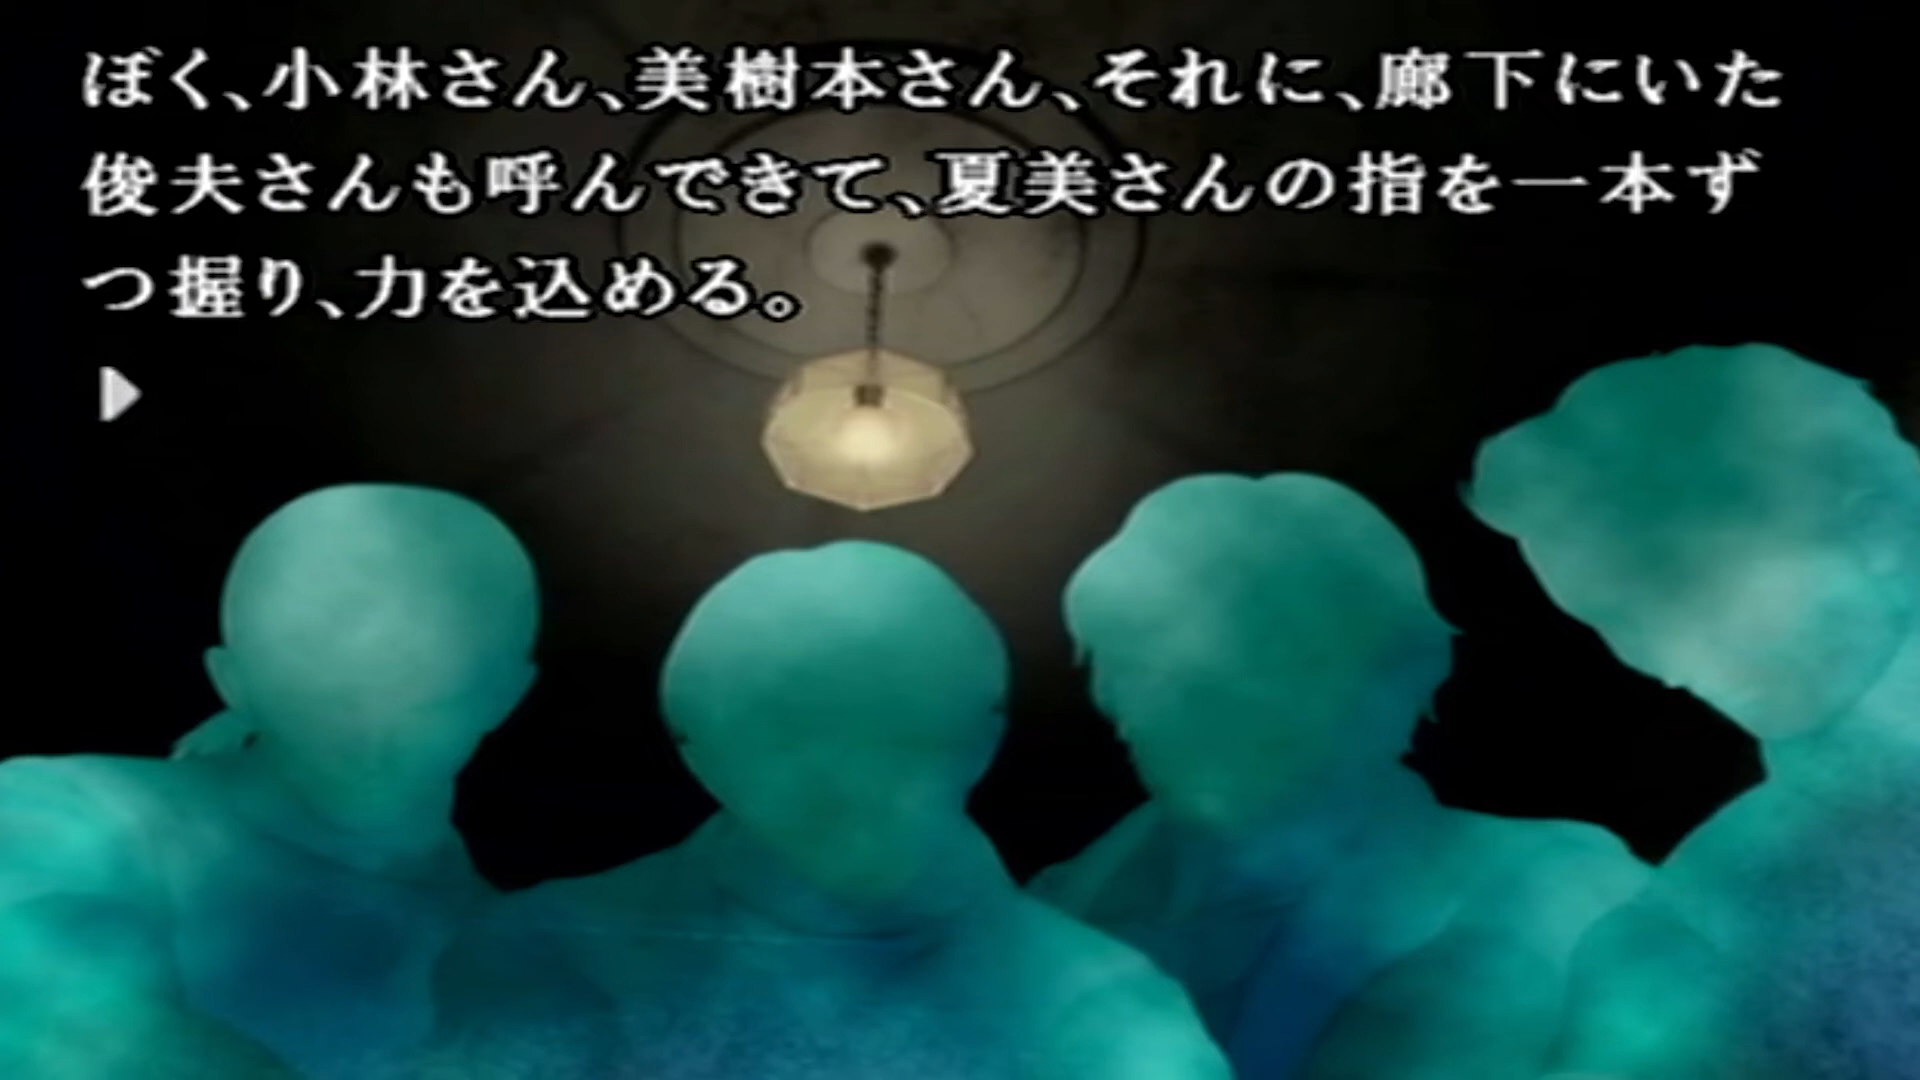 ぼく、小林さん、美樹本さん、それに、廊下にいた
俊夫さんも呼んできて、夏美さんの指を一本ず
つ握り、力を込める。